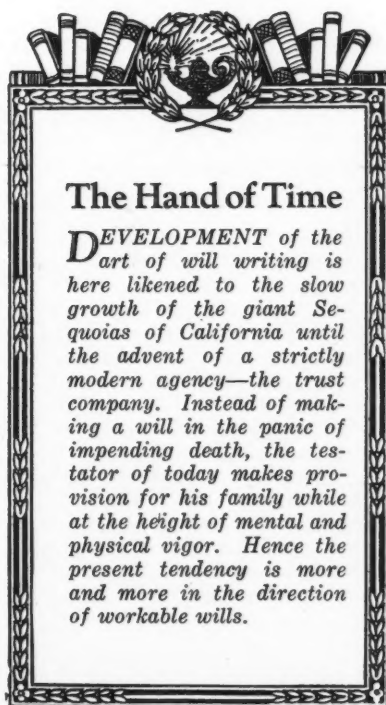 The Hand of Time
DEVELOPMENT of the
art of will writing is
here likened to the slow
growth of the giant Se-
quoias of California until
the advent of a strictly
modern agency—the trust
company. Instead of mak-
ing a will in the panic of
impending death, the tes-
tator of today makes pro-
vision for his family while
at the height of mental and
physical vigor. Hence the
present tendency is more
and more in the direction
of workable wills.